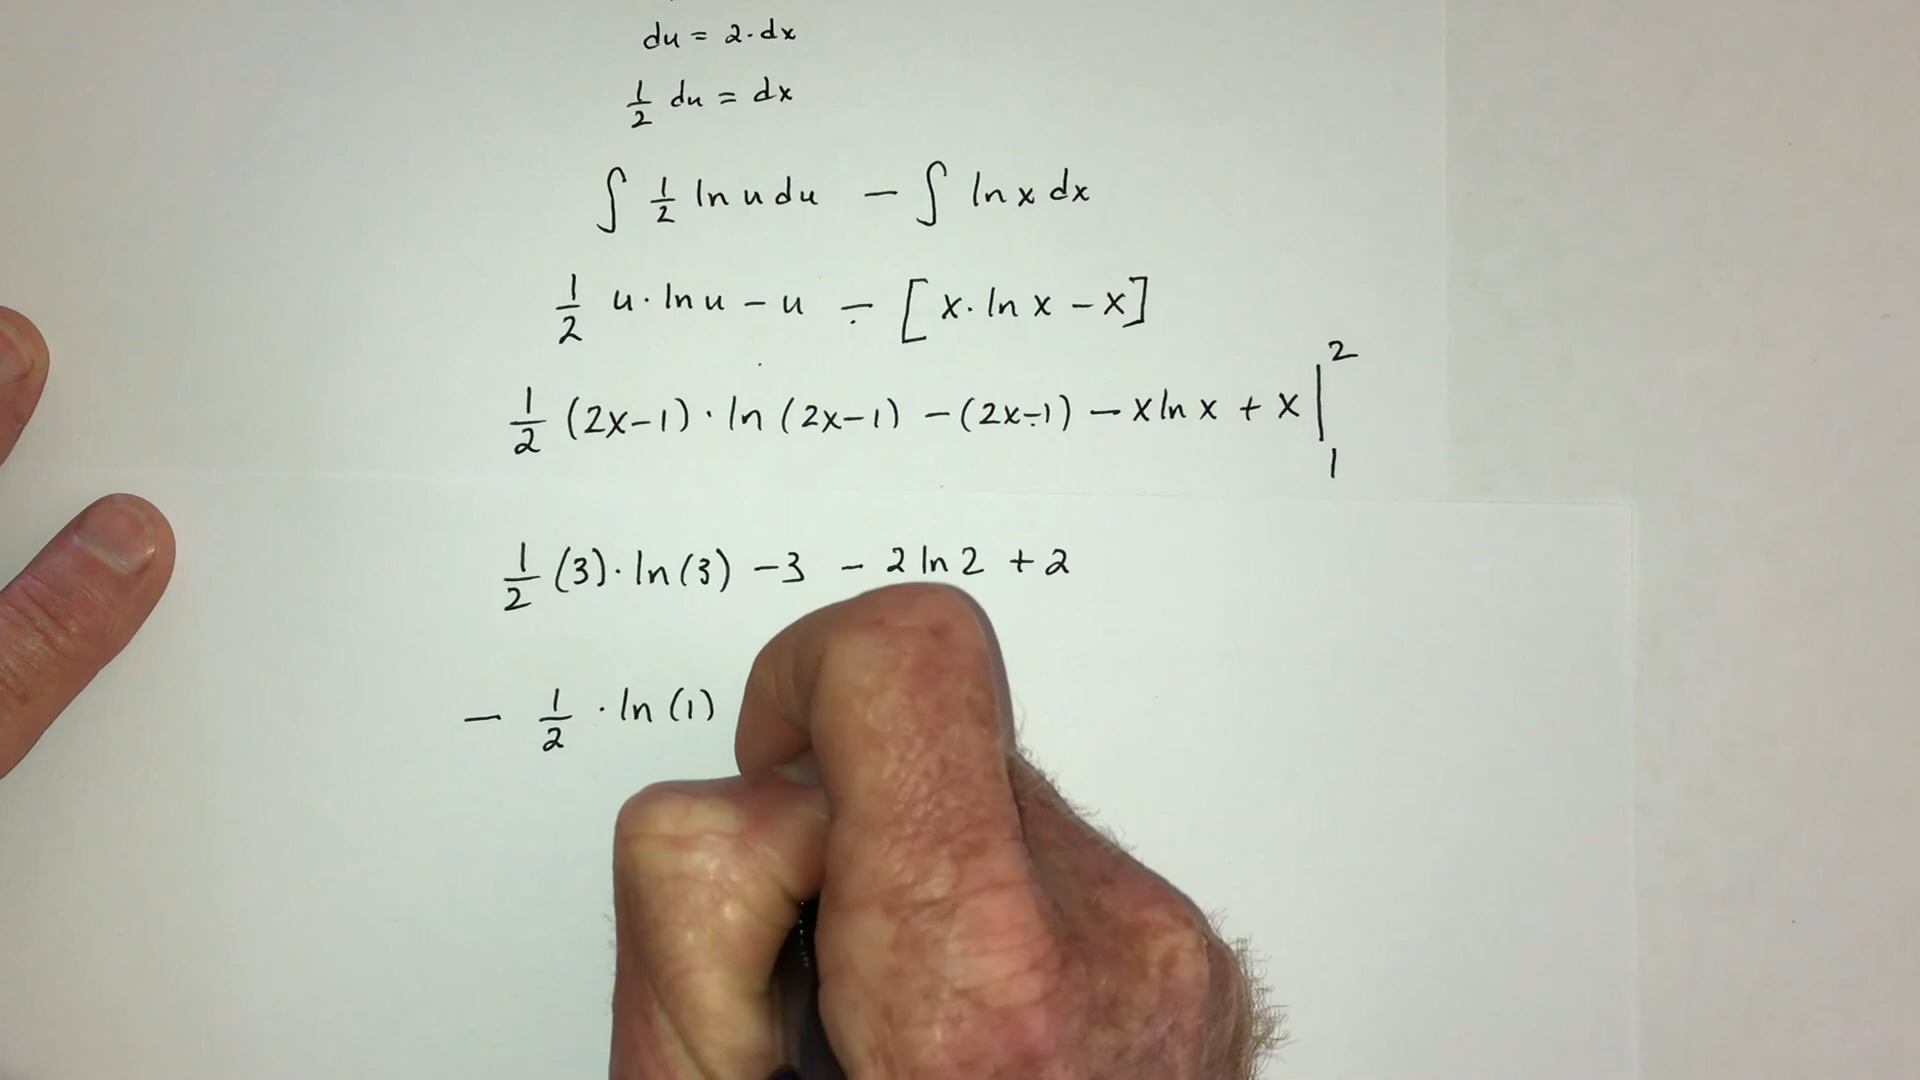 du = 2·dx
1/2 du = dx
∫ 1/2 ln u du − ∫ ln x dx
1/2 u·ln u − u − [x·ln x − x]
1/2 (2x−1)·ln(2x−1) −(2x−1) − x ln x + x |₁²
1/2 (3)·ln(3) −3 − 2 ln 2 + 2
− 1/2 ·ln(1)